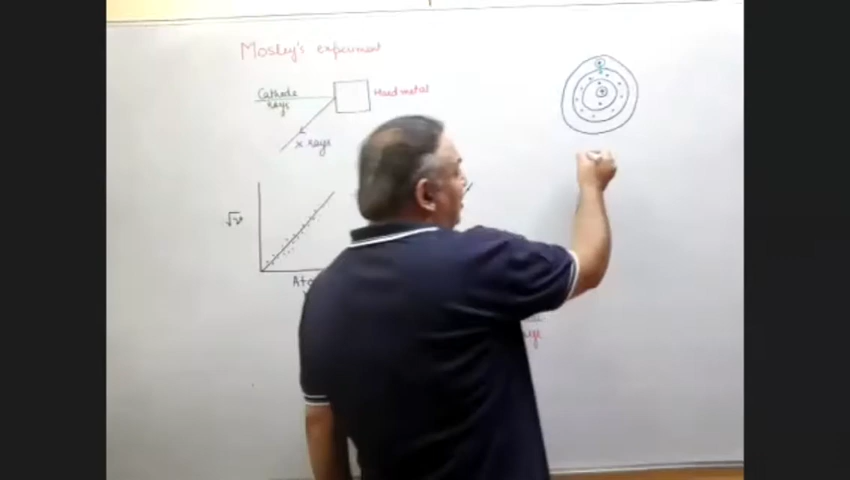 Mosley's experiment
Cathode
rays
Hard metal
x rays
√ν